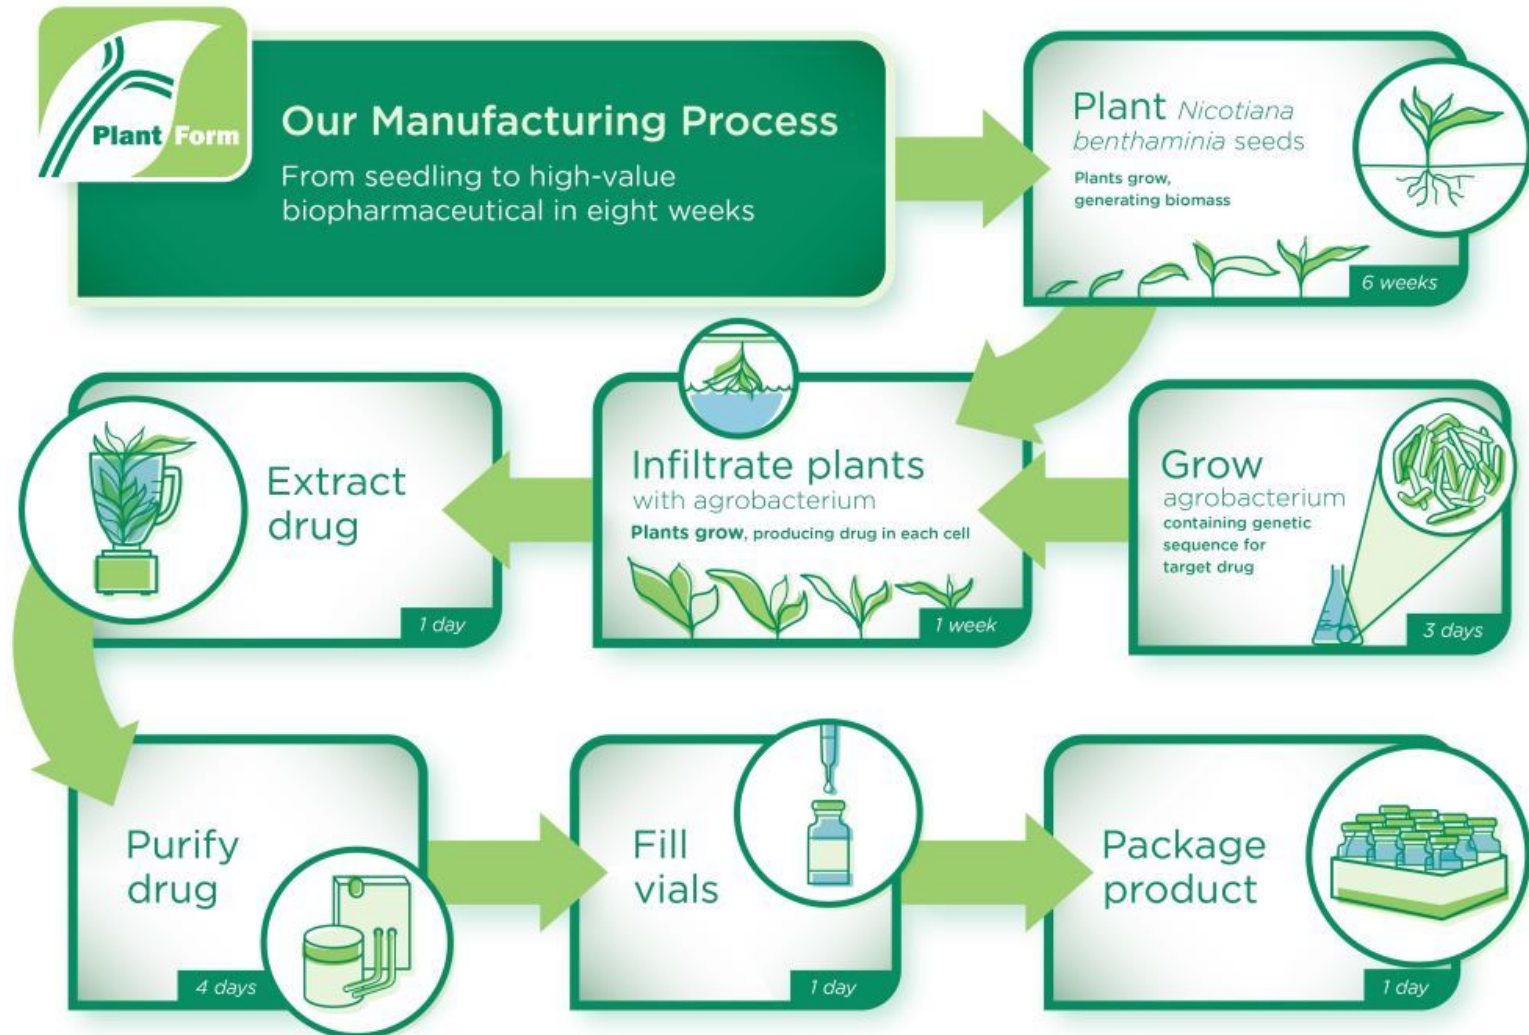 Plant Form
Our Manufacturing Process
From seedling to high-value
biopharmaceutical in eight weeks
Plant Nicotiana
benthaminia seeds
Plants grow,
generating biomass
6 weeks
Grow
agrobacterium
containing genetic
sequence for
target drug
3 days
Infiltrate plants
with agrobacterium
Plants grow, producing drug in each cell
1 week
Extract
drug
1 day
Purify
drug
4 days
Fill
vials
1 day
Package
product
1 day